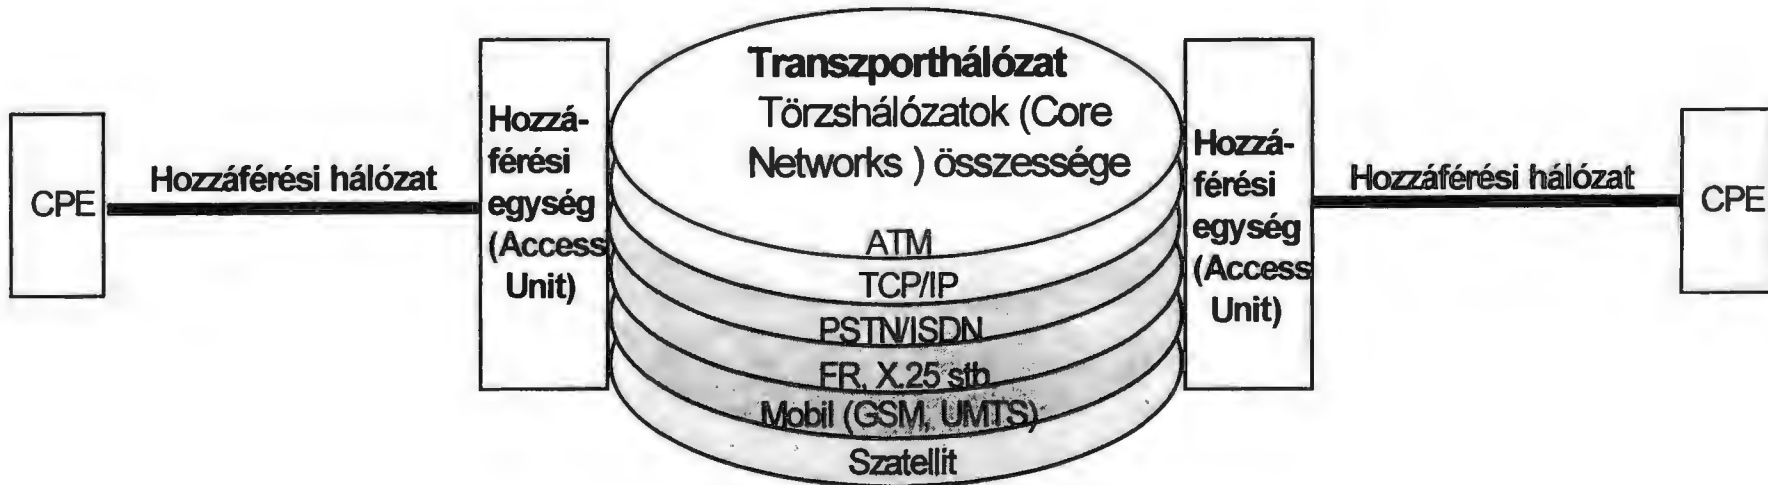 CPE
Hozzáférési hálózat
Hozzá-
férési
egység
(Access
Unit)
Transzporthálózat
Törzshálózatok (Core
Networks ) összessége
ATM
TCP/IP
PSTN/ISDN
FR, X.25 stb.
Mobil (GSM, UMTS)
Szatellit
Hozzá-
férési
egység
(Access
Unit)
Hozzáférési hálózat
CPE